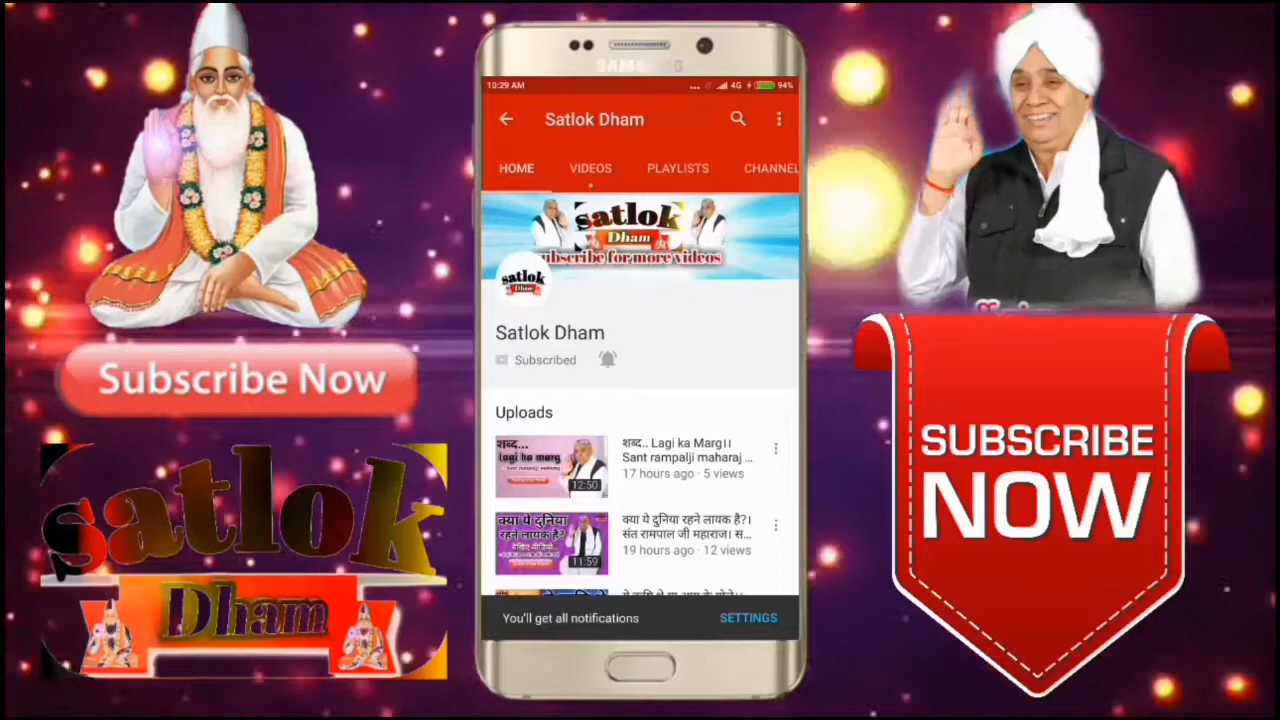 SAMSUNG
10:29 AM
4G
94%
Satlok Dham
HOME VIDEOS PLAYLISTS CHANNEL
satlok
Dham
ubscribe for more videos
satlok
Dham
Satlok Dham
Subscribed
Uploads
शब्द...
lagi ka marg
12:50
शब्द.. Lagi ka Marg।।
Sant rampalji maharaj ...
17 hours ago · 5 views
क्या ये दुनिया
रहने लायक है?
11:59
क्या ये दुनिया रहने लायक है?।
संत रामपाल जी महाराज। स...
19 hours ago · 12 views
You'll get all notifications SETTINGS
Subscribe Now
satlok
Dham
SUBSCRIBE
NOW